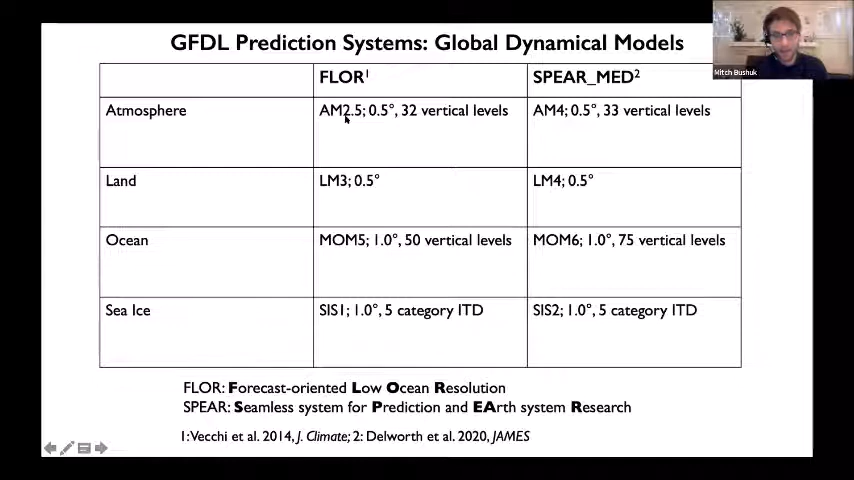 GFDL Prediction Systems: Global Dynamical Models
Mitch Bushuk
FLOR¹ SPEAR_MED²
Atmosphere AM2.5; 0.5°, 32 vertical levels AM4; 0.5°, 33 vertical levels
Land LM3; 0.5° LM4; 0.5°
Ocean MOM5; 1.0°, 50 vertical levels MOM6; 1.0°, 75 vertical levels
Sea Ice SIS1; 1.0°, 5 category ITD SIS2; 1.0°, 5 category ITD
FLOR: Forecast-oriented Low Ocean Resolution
SPEAR: Seamless system for Prediction and EArth system Research
1: Vecchi et al. 2014, J. Climate; 2: Delworth et al. 2020, JAMES